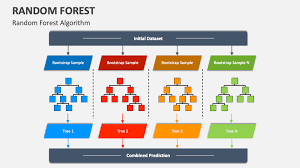 RANDOM FOREST
Random Forest Algorithm
Initial Dataset
Bootstrap Sample
Bootstrap Sample
Bootstrap Sample
Bootstrap Sample N
Tree 1
Tree 2
Tree 3
Tree N
Combined Prediction